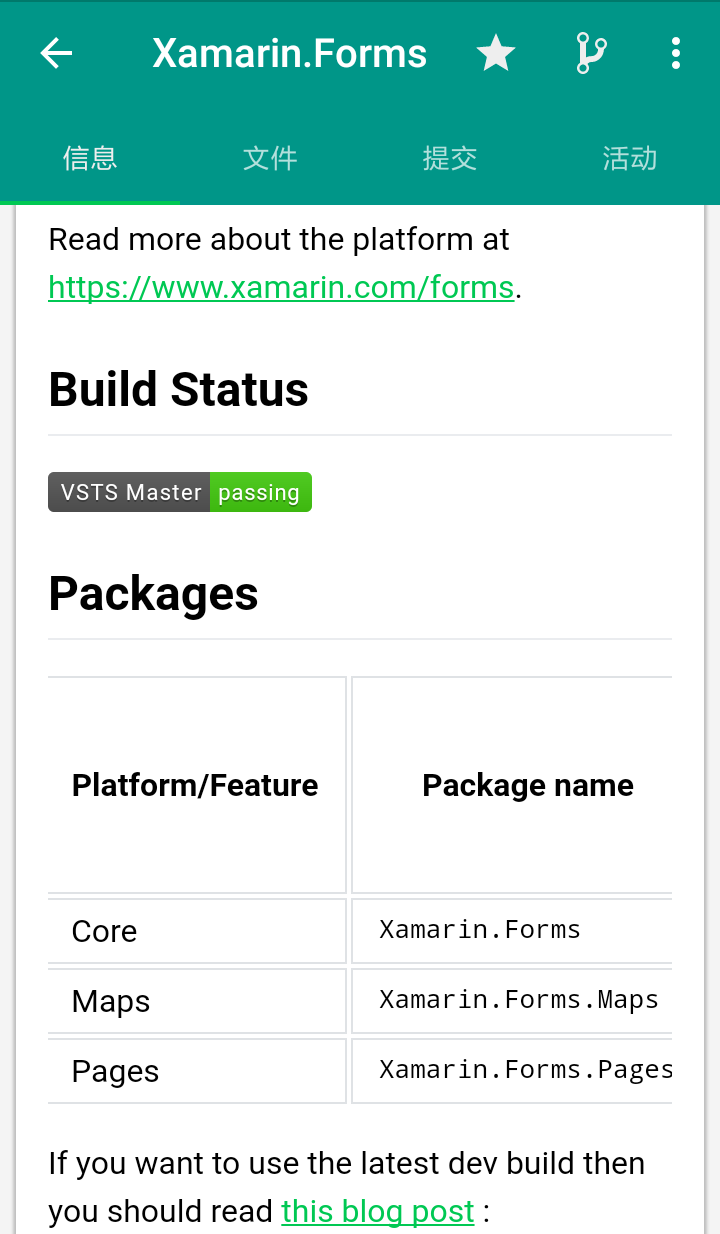 Xamarin.Forms
信息 文件 提交 活动
Read more about the platform at
https://www.xamarin.com/forms.
Build Status
VSTS Master passing
Packages
Platform/Feature Package name
Core Xamarin.Forms
Maps Xamarin.Forms.Maps
Pages Xamarin.Forms.Pages
If you want to use the latest dev build then
you should read this blog post :